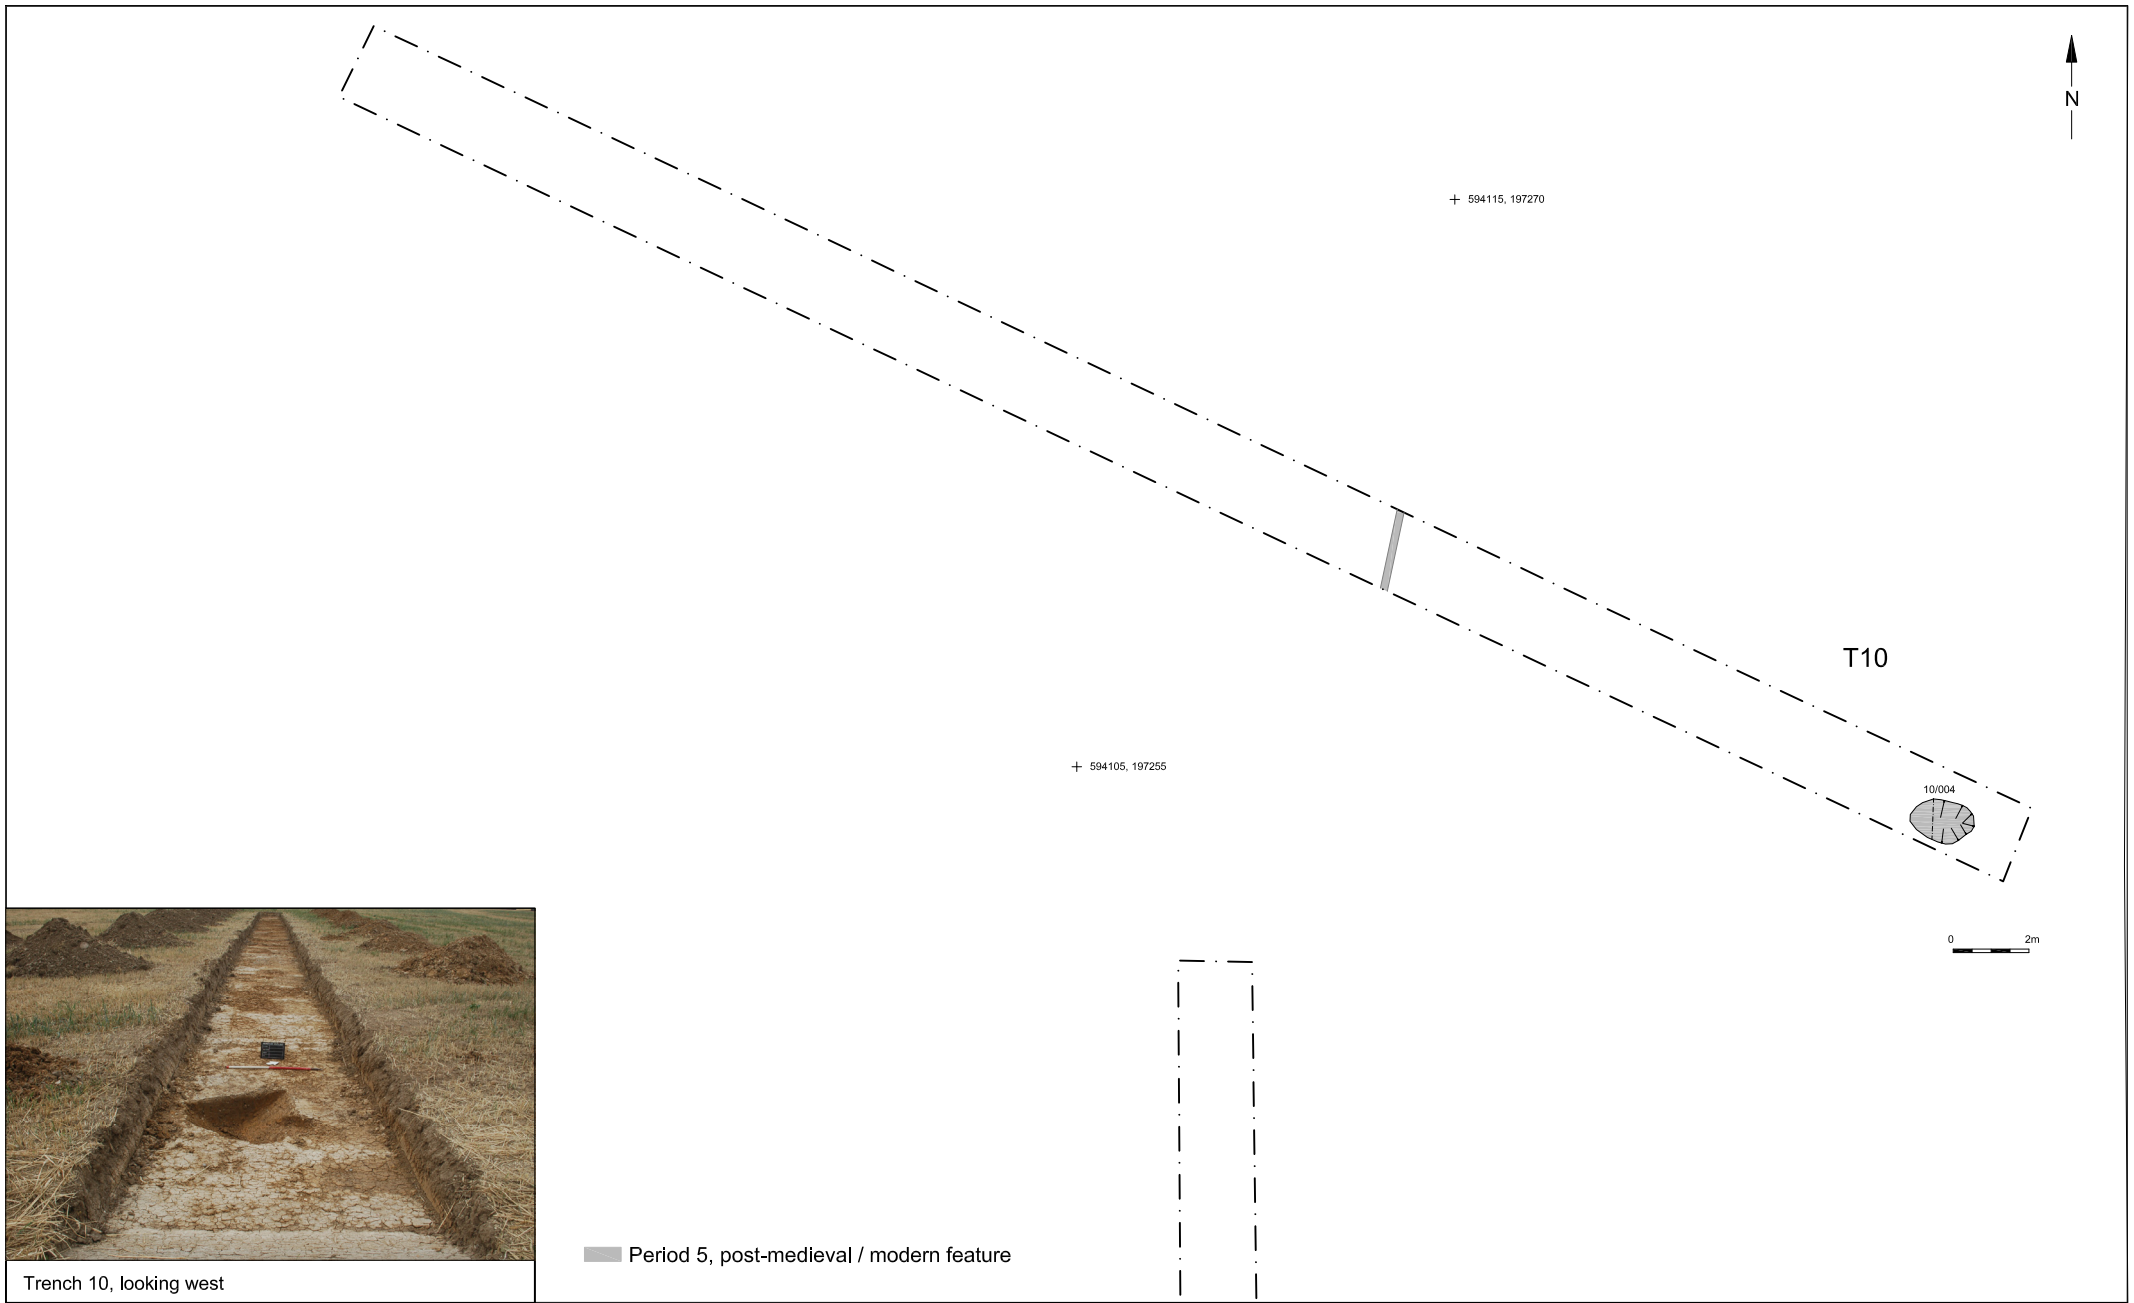 N
594115, 197270
T10
594105, 197255
10/004
0 2m
Period 5, post-medieval / modern feature
Trench 10, looking west